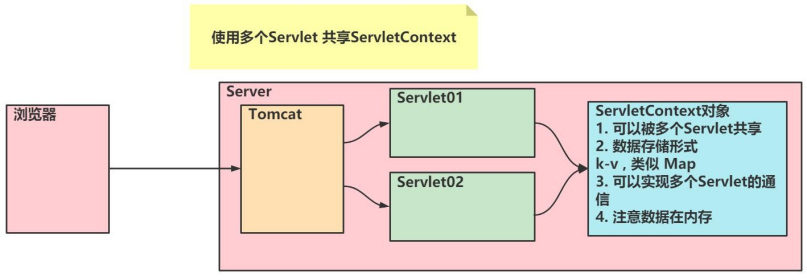 使用多个Servlet 共享ServletContext
Server
浏览器
Tomcat
Servlet01
Servlet02
ServletContext对象
1. 可以被多个Servlet共享
2. 数据存储形式
k-v , 类似 Map
3. 可以实现多个Servlet的通
信
4. 注意数据在内存